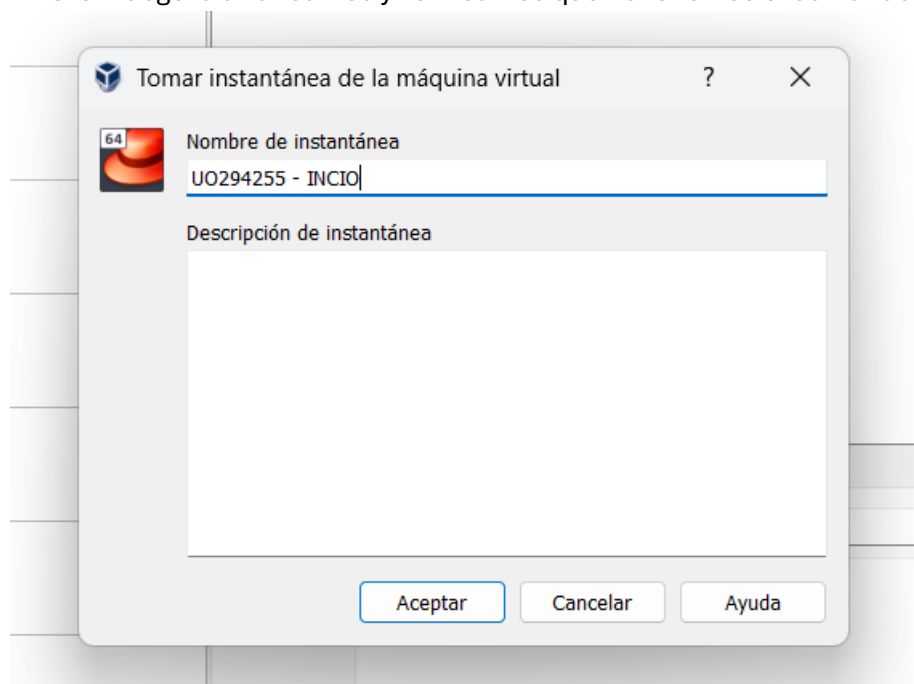 Tomar instantánea de la máquina virtual ? X
64
Nombre de instantánea
UO294255 - INCIO
Descripción de instantánea
Aceptar Cancelar Ayuda